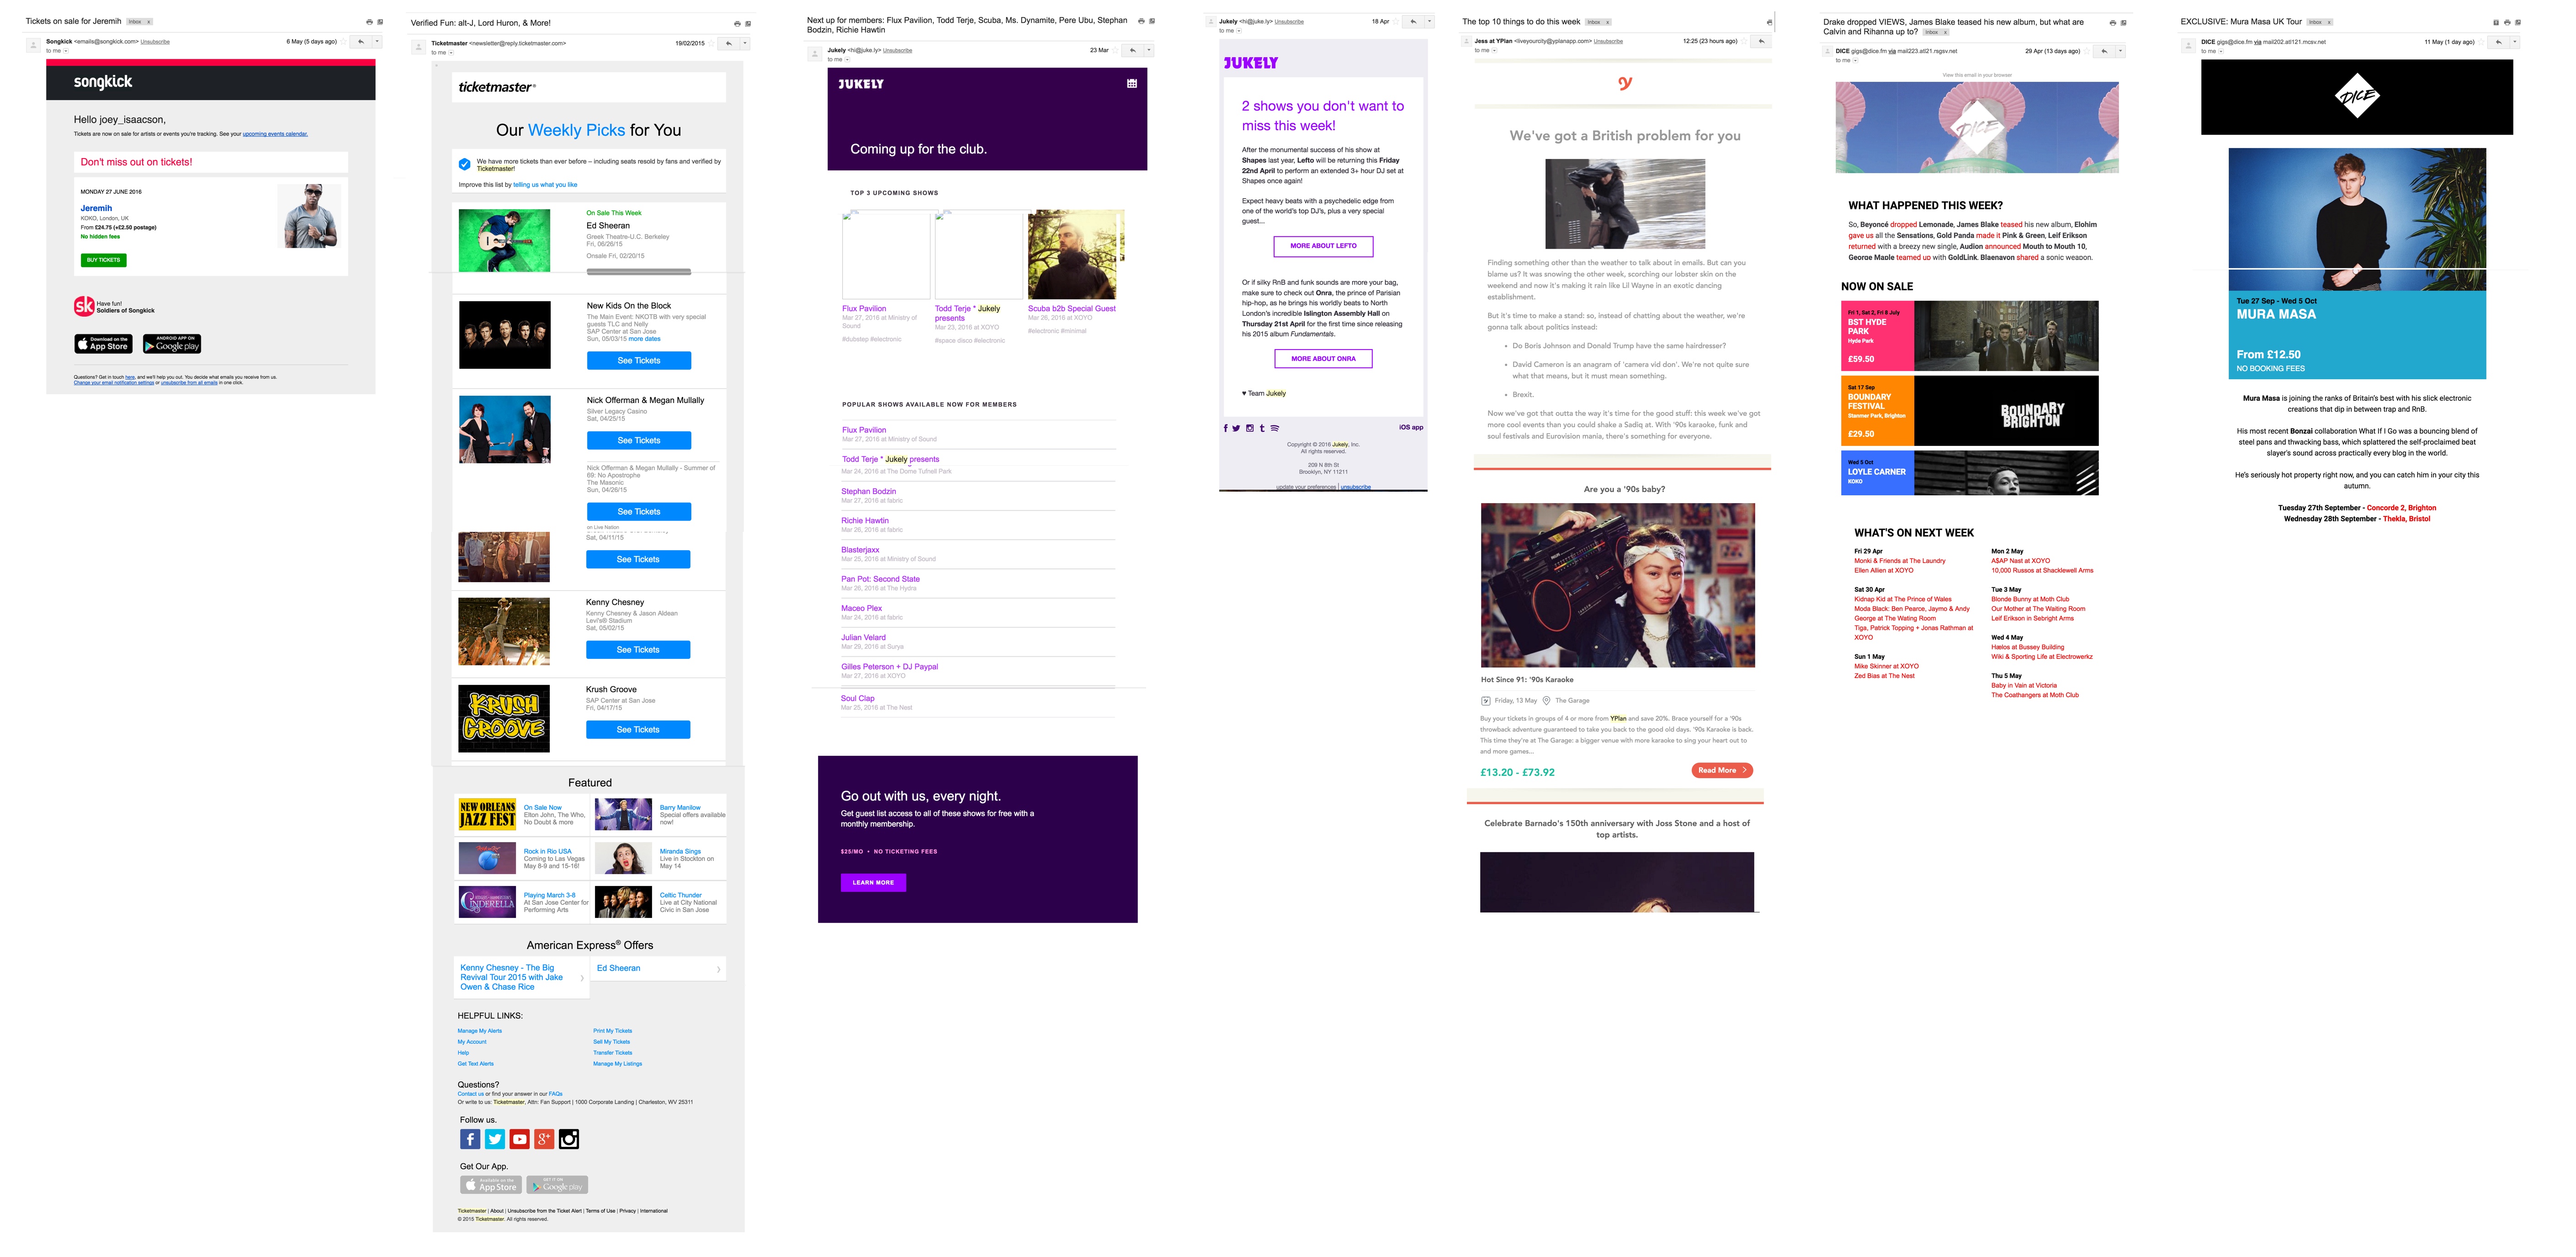 Tickets on sale for Jeremih Inbox x
Songkick <emails@songkick.com> Unsubscribe
6 May (5 days ago)
to me
songkick
Hello joey_isaacson,
Tickets are now on sale for artists or events you're tracking. See your upcoming events calendar.
Don't miss out on tickets!
MONDAY 27 JUNE 2016
Jeremih
KOKO, London, UK
From £24.75 (+£2.50 postage)
No hidden fees
BUY TICKETS
sk
Have fun!
Soldiers of Songkick
Download on the
App Store
ANDROID APP ON
Google play
Questions? Get in touch here, and we'll help you out. You decide what emails you receive from us.
Change your email notification settings or unsubscribe from all emails in one click.
Verified Fun: alt-J, Lord Huron, & More!
Ticketmaster <newsletter@reply.ticketmaster.com>
19/02/2015
to me
ticketmaster®
Our Weekly Picks for You
We have more tickets than ever before – including seats resold by fans and verified by
Ticketmaster!
Improve this list by telling us what you like
On Sale This Week
Ed Sheeran
Greek Theatre-U.C. Berkeley
Fri, 06/26/15
Onsale Fri, 02/20/15
New Kids On the Block
The Main Event: NKOTB with very special
guests TLC and Nelly
SAP Center at San Jose
Sun, 05/03/15 more dates
See Tickets
Nick Offerman & Megan Mullally
Silver Legacy Casino
Sat, 04/25/15
See Tickets
Nick Offerman & Megan Mullally - Summer of
69: No Apostrophe
The Masonic
Sun, 04/26/15
See Tickets
on Live Nation
Sat, 04/11/15
See Tickets
Kenny Chesney
Kenny Chesney & Jason Aldean
Levi's® Stadium
Sat, 05/02/15
See Tickets
KRUSH
GROOVE
Krush Groove
SAP Center at San Jose
Fri, 04/17/15
See Tickets
Featured
NEW ORLEANS
JAZZ FEST
On Sale Now
Elton John, The Who,
No Doubt & more
Barry Manilow
Special offers available
now!
Rock in Rio USA
Coming to Las Vegas
May 8-9 and 15-16!
Miranda Sings
Live in Stockton on
May 14
CINDERELLA
Playing March 3-8
At San Jose Center for
Performing Arts
Celtic Thunder
Live at City National
Civic in San Jose
American Express® Offers
Kenny Chesney - The Big
Revival Tour 2015 with Jake
Owen & Chase Rice
Ed Sheeran
HELPFUL LINKS:
Manage My Alerts
My Account
Help
Get Text Alerts
Print My Tickets
Sell My Tickets
Transfer Tickets
Manage My Listings
Questions?
Contact us or find your answer in our FAQs
Or write to us: Ticketmaster, Attn: Fan Support | 1000 Corporate Landing | Charleston, WV 25311
Follow us.
Get Our App.
Available on the
App Store
GET IT ON
Google play
Ticketmaster | About | Unsubscribe from the Ticket Alert | Terms of Use | Privacy | International
© 2015 Ticketmaster. All rights reserved.
Next up for members: Flux Pavilion, Todd Terje, Scuba, Ms. Dynamite, Pere Ubu, Stephan
Bodzin, Richie Hawtin
Jukely <hi@juke.ly> Unsubscribe
23 Mar
to me
JUKELY
Coming up for the club.
TOP 3 UPCOMING SHOWS
Flux Pavilion
Mar 27, 2016 at Ministry of
Sound
#dubstep #electronic
Todd Terje * Jukely
presents
Mar 23, 2016 at XOYO
#space disco #electronic
Scuba b2b Special Guest
Mar 26, 2016 at XOYO
#electronic #minimal
POPULAR SHOWS AVAILABLE NOW FOR MEMBERS
Flux Pavilion
Mar 27, 2016 at Ministry of Sound
Todd Terje * Jukely presents
Mar 24, 2016 at The Dome Tufnell Park
Stephan Bodzin
Mar 27, 2016 at fabric
Richie Hawtin
Mar 26, 2016 at fabric
Blasterjaxx
Mar 25, 2016 at Ministry of Sound
Pan Pot: Second State
Mar 26, 2016 at The Hydra
Maceo Plex
Mar 24, 2016 at fabric
Julian Velard
Mar 29, 2016 at Surya
Gilles Peterson + DJ Paypal
Mar 27, 2016 at XOYO
Soul Clap
Mar 25, 2016 at The Nest
Go out with us, every night.
Get guest list access to all of these shows for free with a
monthly membership.
$25/MO • NO TICKETING FEES
LEARN MORE
Jukely <hi@juke.ly> Unsubscribe
18 Apr
to me
JUKELY
2 shows you don't want to
miss this week!
After the monumental success of his show at
Shapes last year, Lefto will be returning this Friday
22nd April to perform an extended 3+ hour DJ set at
Shapes once again!
Expect heavy beats with a psychedelic edge from
one of the world's top DJ's, plus a very special
guest...
MORE ABOUT LEFTO
Or if silky RnB and funk sounds are more your bag,
make sure to check out Onra, the prince of Parisian
hip-hop, as he brings his worldly beats to North
London's incredible Islington Assembly Hall on
Thursday 21st April for the first time since releasing
his 2015 album Fundamentals.
MORE ABOUT ONRA
♥ Team Jukely
iOS app
Copyright © 2016 Jukely, Inc.
All rights reserved.
209 N 8th St
Brooklyn, NY 11211
update your preferences | unsubscribe
The top 10 things to do this week Inbox x
Jess at YPlan <liveyourcity@yplanapp.com> Unsubscribe
12:25 (23 hours ago)
to me
We've got a British problem for you
Finding something other than the weather to talk about in emails. But can you
blame us? It was snowing the other week, scorching our lobster skin on the
weekend and now it's making it rain like Lil Wayne in an exotic dancing
establishment.
But it's time to make a stand: so, instead of chatting about the weather, we're
gonna talk about politics instead:
• Do Boris Johnson and Donald Trump have the same hairdresser?
• David Cameron is an anagram of 'camera vid don'. We're not quite sure
what that means, but it must mean something.
• Brexit.
Now we've got that outta the way it's time for the good stuff: this week we've got
more cool events than you could shake a Sadiq at. With '90s karaoke, funk and
soul festivals and Eurovision mania, there's something for everyone.
Are you a '90s baby?
Hot Since 91: '90s Karaoke
Friday, 13 May
The Garage
Buy your tickets in groups of 4 or more from YPlan and save 20%. Brace yourself for a '90s
throwback adventure guaranteed to take you back to the good old days. '90s Karaoke is back.
This time they're at The Garage: a bigger venue with more karaoke to sing your heart out to
and more games...
£13.20 - £73.92
Read More
Celebrate Barnado's 150th anniversary with Joss Stone and a host of
top artists.
Drake dropped VIEWS, James Blake teased his new album, but what are
Calvin and Rihanna up to? Inbox x
DICE gigs@dice.fm via mail223.atl21.rsgsv.net
29 Apr (13 days ago)
to me
View this email in your browser
DICE
WHAT HAPPENED THIS WEEK?
So, Beyoncé dropped Lemonade, James Blake teased his new album, Elohim
gave us all the Sensations, Gold Panda made it Pink & Green, Leif Erikson
returned with a breezy new single, Audion announced Mouth to Mouth 10,
George Maple teamed up with GoldLink, Blaenavon shared a sonic weapon.
NOW ON SALE
Fri 1, Sat 2, Fri 8 July
BST HYDE
PARK
Hyde Park
£59.50
Sat 17 Sep
BOUNDARY
FESTIVAL
Stanmer Park, Brighton
£29.50
BOUNDARY
BRIGHTON
Wed 5 Oct
LOYLE CARNER
KOKO
WHAT'S ON NEXT WEEK
Fri 29 Apr
Monki & Friends at The Laundry
Ellen Allien at XOYO
Sat 30 Apr
Kidnap Kid at The Prince of Wales
Moda Black: Ben Pearce, Jaymo & Andy
George at The Wating Room
Tiga, Patrick Topping + Jonas Rathman at
XOYO
Sun 1 May
Mike Skinner at XOYO
Zed Bias at The Nest
Mon 2 May
A$AP Nast at XOYO
10,000 Russos at Shacklewell Arms
Tue 3 May
Blonde Bunny at Moth Club
Our Mother at The Waiting Room
Leif Erikson in Sebright Arms
Wed 4 May
Hælos at Bussey Building
Wiki & Sporting Life at Electrowerkz
Thu 5 May
Baby in Vain at Victoria
The Coathangers at Moth Club
EXCLUSIVE: Mura Masa UK Tour Inbox x
DICE gigs@dice.fm via mail202.atl121.mcsv.net
11 May (1 day ago)
to me
DICE
Tue 27 Sep - Wed 5 Oct
MURA MASA
From £12.50
NO BOOKING FEES
Mura Masa is joining the ranks of Britain's best with his slick electronic
creations that dip in between trap and RnB.
His most recent Bonzai collaboration What If I Go was a bouncing blend of
steel pans and thwacking bass, which splattered the self-proclaimed beat
slayer's sound across practically every blog in the world.
He's seriously hot property right now, and you can catch him in your city this
autumn.
Tuesday 27th September - Concorde 2, Brighton
Wednesday 28th September - Thekla, Bristol